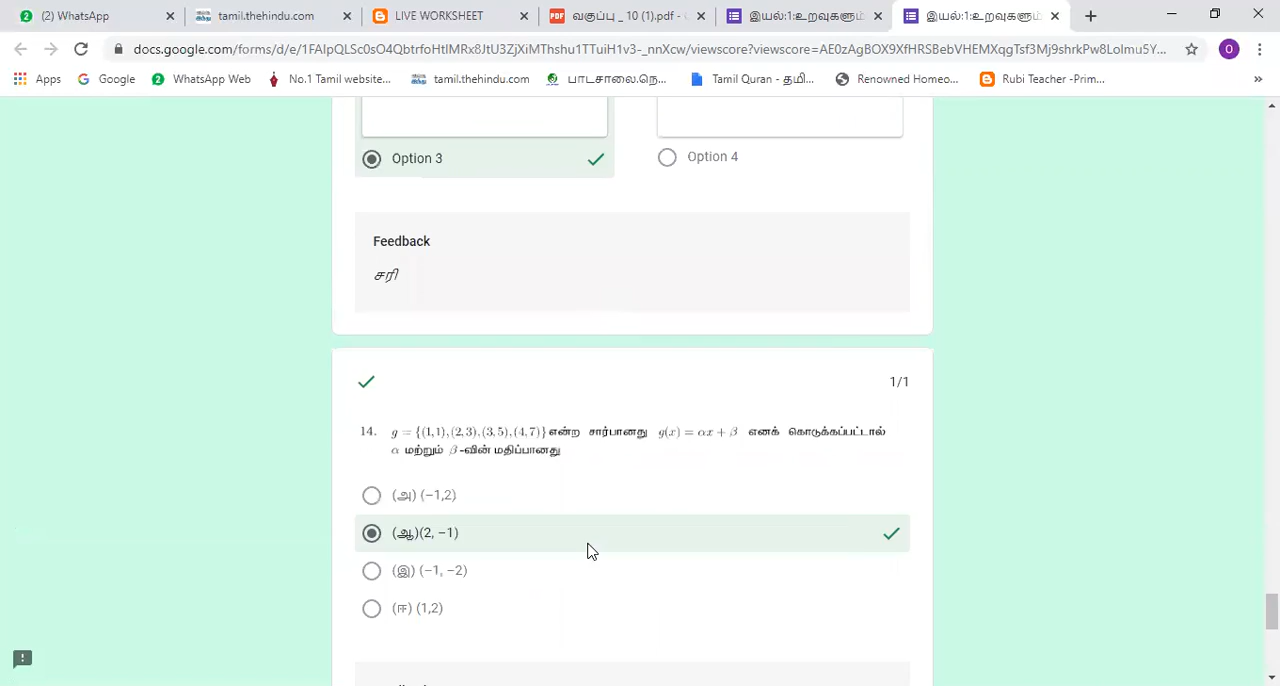 (2) WhatsApp
tamil.thehindu.com
LIVE WORKSHEET
வகுப்பு _ 10 (1).pdf -
இயல்:1:உறவுகளும்
இயல்:1:உறவுகளும்
docs.google.com/forms/d/e/1FAIpQLSc0sO4QbtrfoHtlMRx8JtU3ZjXiMThshu1TTuiH1v3-_nnXcw/viewscore?viewscore=AE0zAgBOX9XfHRSBebVHEMXqgTsf3Mj9shrkPw8Lolmu5Y...
O
Apps
Google
WhatsApp Web
No.1 Tamil website...
tamil.thehindu.com
பாடசாலை.நெ...
Tamil Quran - தமி...
Renowned Homeo...
Rubi Teacher -Prim...
Option 3
Option 4
Feedback
சரி
1/1
14. g = {(1,1),(2,3),(3,5),(4,7)} என்ற சார்பானது g(x) = αx + β எனக் கொடுக்கப்பட்டால்
α மற்றும் β -வின் மதிப்பானது
(அ) (−1,2)
(ஆ)(2, −1)
(இ) (−1, −2)
(ஈ) (1,2)